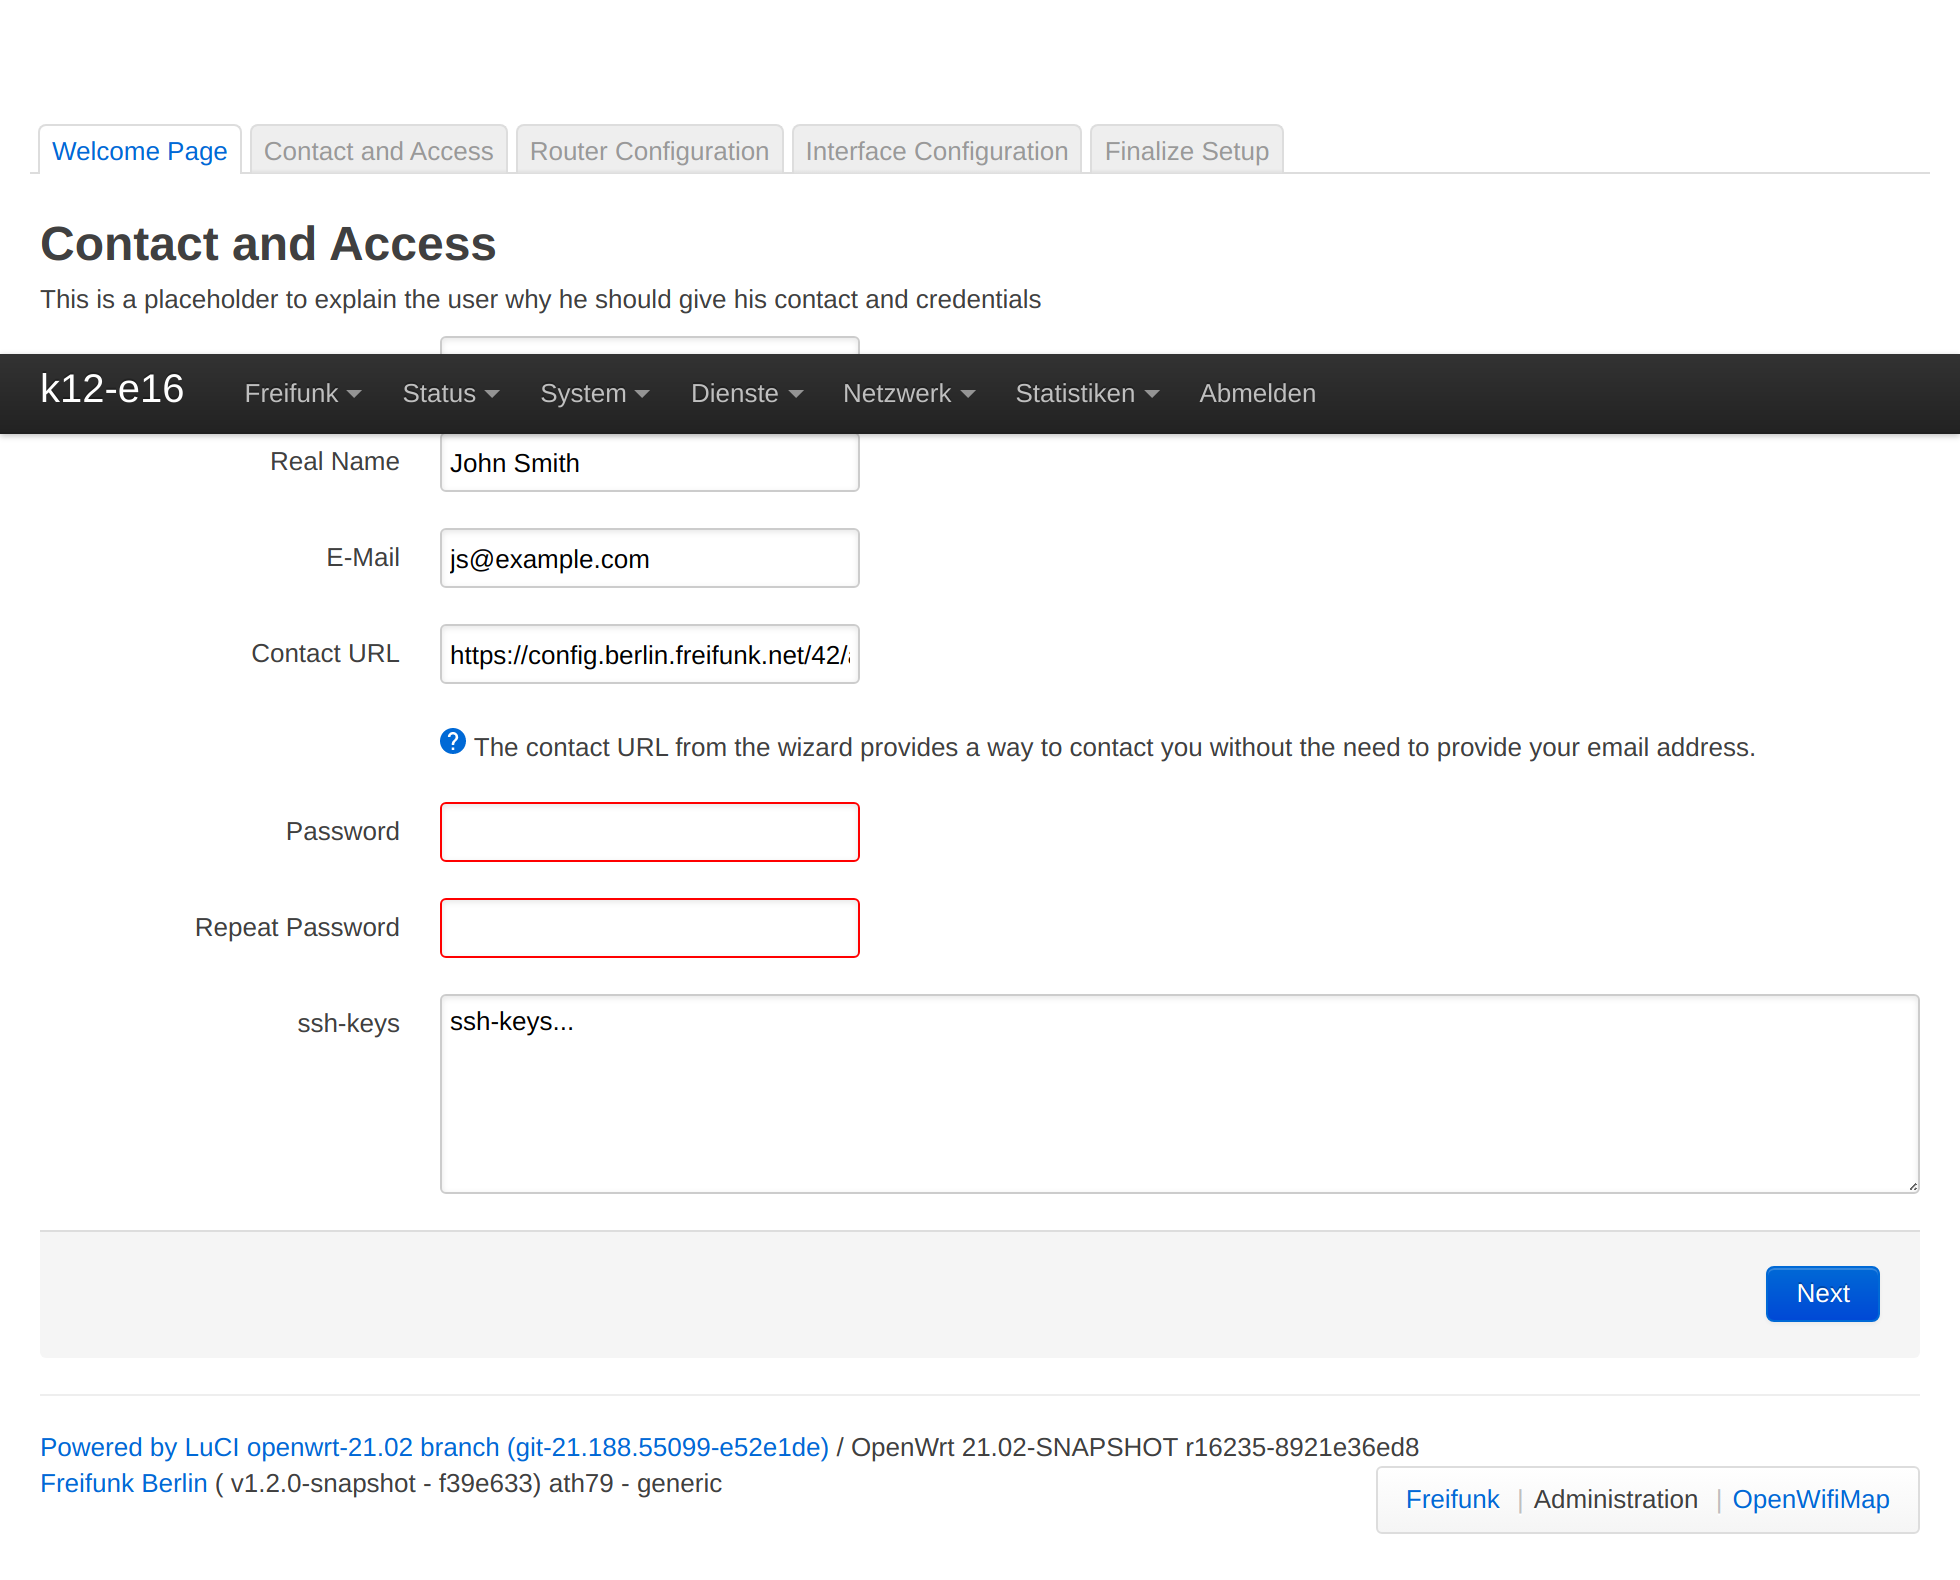 Welcome Page Contact and Access Router Configuration Interface Configuration Finalize Setup
Contact and Access
This is a placeholder to explain the user why he should give his contact and credentials
k12-e16 Freifunk Status System Dienste Netzwerk Statistiken Abmelden
Real Name John Smith
E-Mail js@example.com
Contact URL https://config.berlin.freifunk.net/42/
? The contact URL from the wizard provides a way to contact you without the need to provide your email address.
Password
Repeat Password
ssh-keys ssh-keys...
Next
Powered by LuCI openwrt-21.02 branch (git-21.188.55099-e52e1de) / OpenWrt 21.02-SNAPSHOT r16235-8921e36ed8
Freifunk Berlin ( v1.2.0-snapshot - f39e633) ath79 - generic
Freifunk | Administration | OpenWifiMap